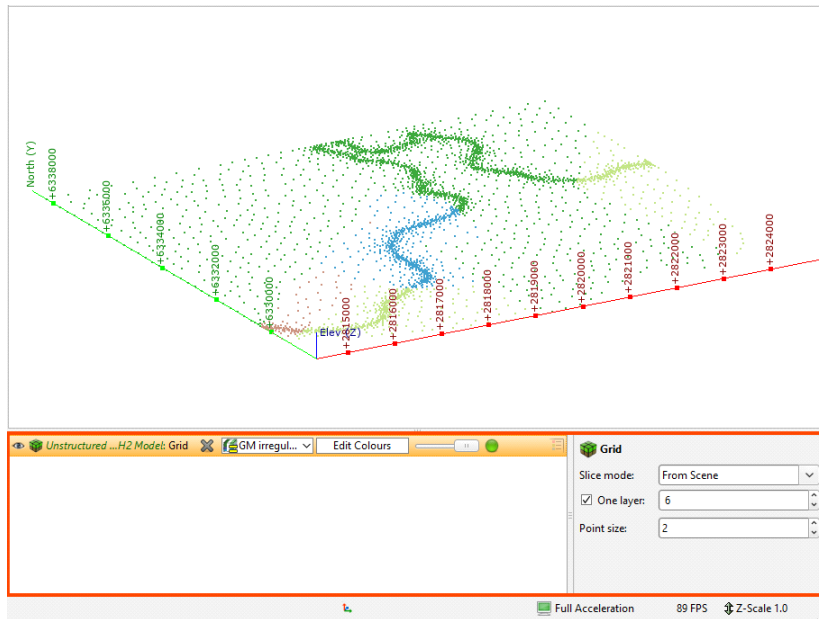 North (Y)
+6338000
+6336000
+6334000
+6332000
+6330000
Elev (Z)
+2815000
+2816000
+2817000
+2818000
+2819000
+2820000
+2821000
+2822000
+2823000
+2824000
Unstructured ...H2 Model: Grid
GM irregul...
Edit Colours
Grid
Slice mode:
From Scene
One layer:
6
Point size:
2
Full Acceleration
89 FPS
Z-Scale 1.0